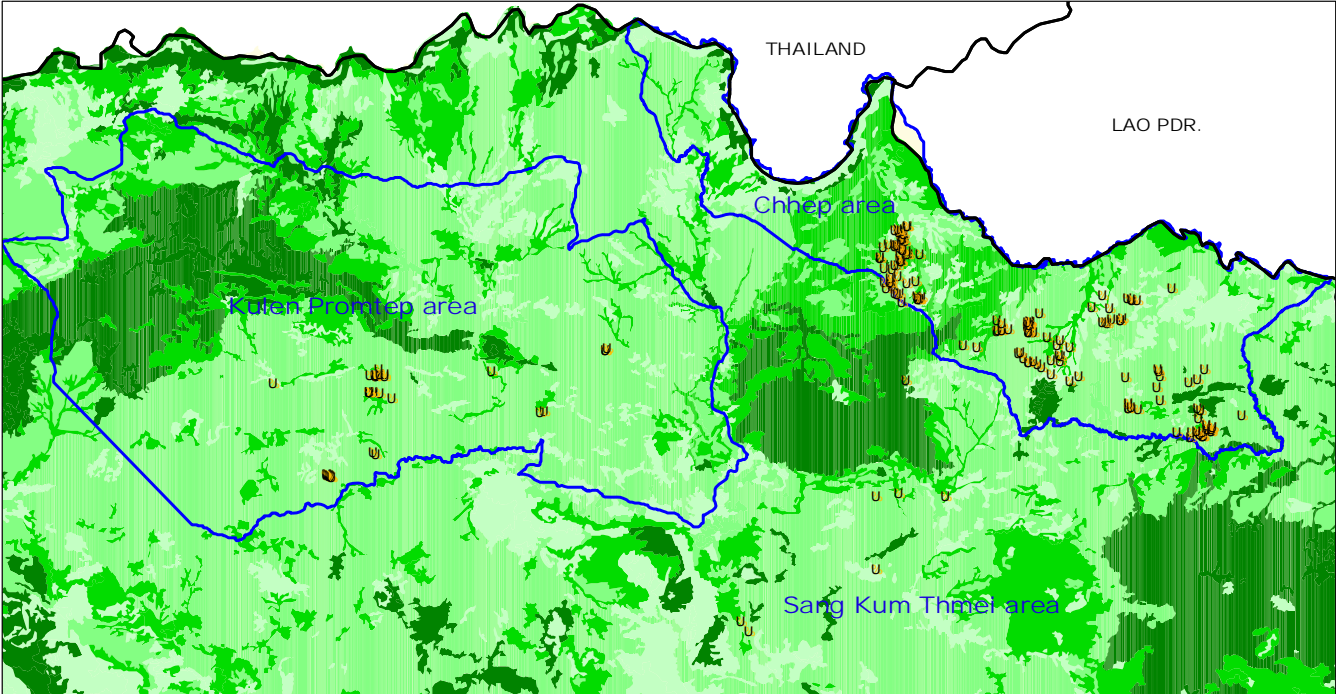 THAILAND
LAO PDR.
Chhep area
Kulen Promtep area
Sang Kum Thmei area